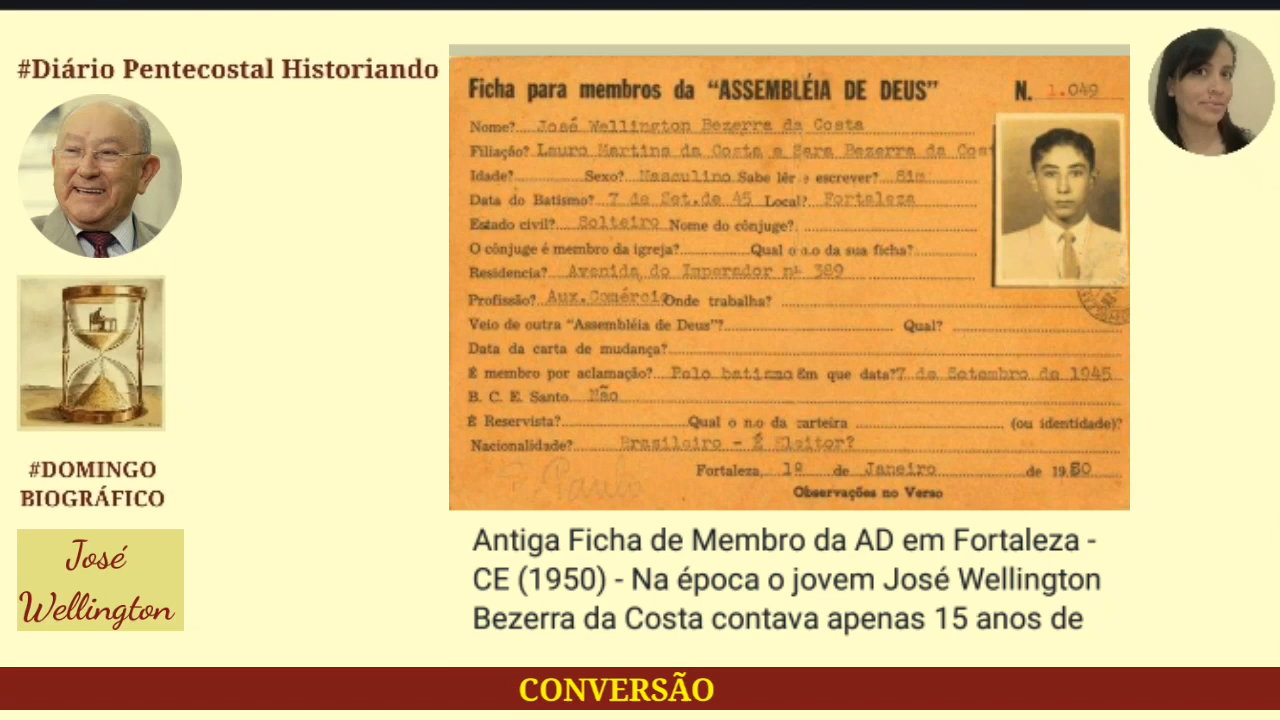 #Diário Pentecostal Historiando
Ficha para membros da “ASSEMBLÉIA DE DEUS” N. 1.049
Nome? José Wellington Bezerra da Costa
Filiação? Lauro Martins da Costa e Sara Bezerra da Cost
Idade? Sexo? Masculino Sabe lêr e escrever? Sim
Data do Batismo? 7 de Set.de 45 Local? Fortaleza
Estado civil? Solteiro Nome do cônjuge?
O cônjuge é membro da igreja? Qual o n.o da sua ficha?
Residencia? Avenida do Imperador nº 389
Profissão? Aux.Comércio Onde trabalha?
Veio de outra “Assembléia de Deus”? Qual?
Data da carta de mudança?
É membro por aclamação? Pelo batismo Em que data? 7 de Setembro de 1945
B. C. E. Santo Não
É Reservista? Qual o n.o da carteira (ou identidade)?
Nacionalidade? Brasileiro - É Eleitor?
Fortaleza, 1º de Janeiro de 1950
Observações no Verso
#DOMINGO
BIOGRÁFICO
José
Wellington
Antiga Ficha de Membro da AD em Fortaleza -
CE (1950) - Na época o jovem José Wellington
Bezerra da Costa contava apenas 15 anos de
CONVERSÃO